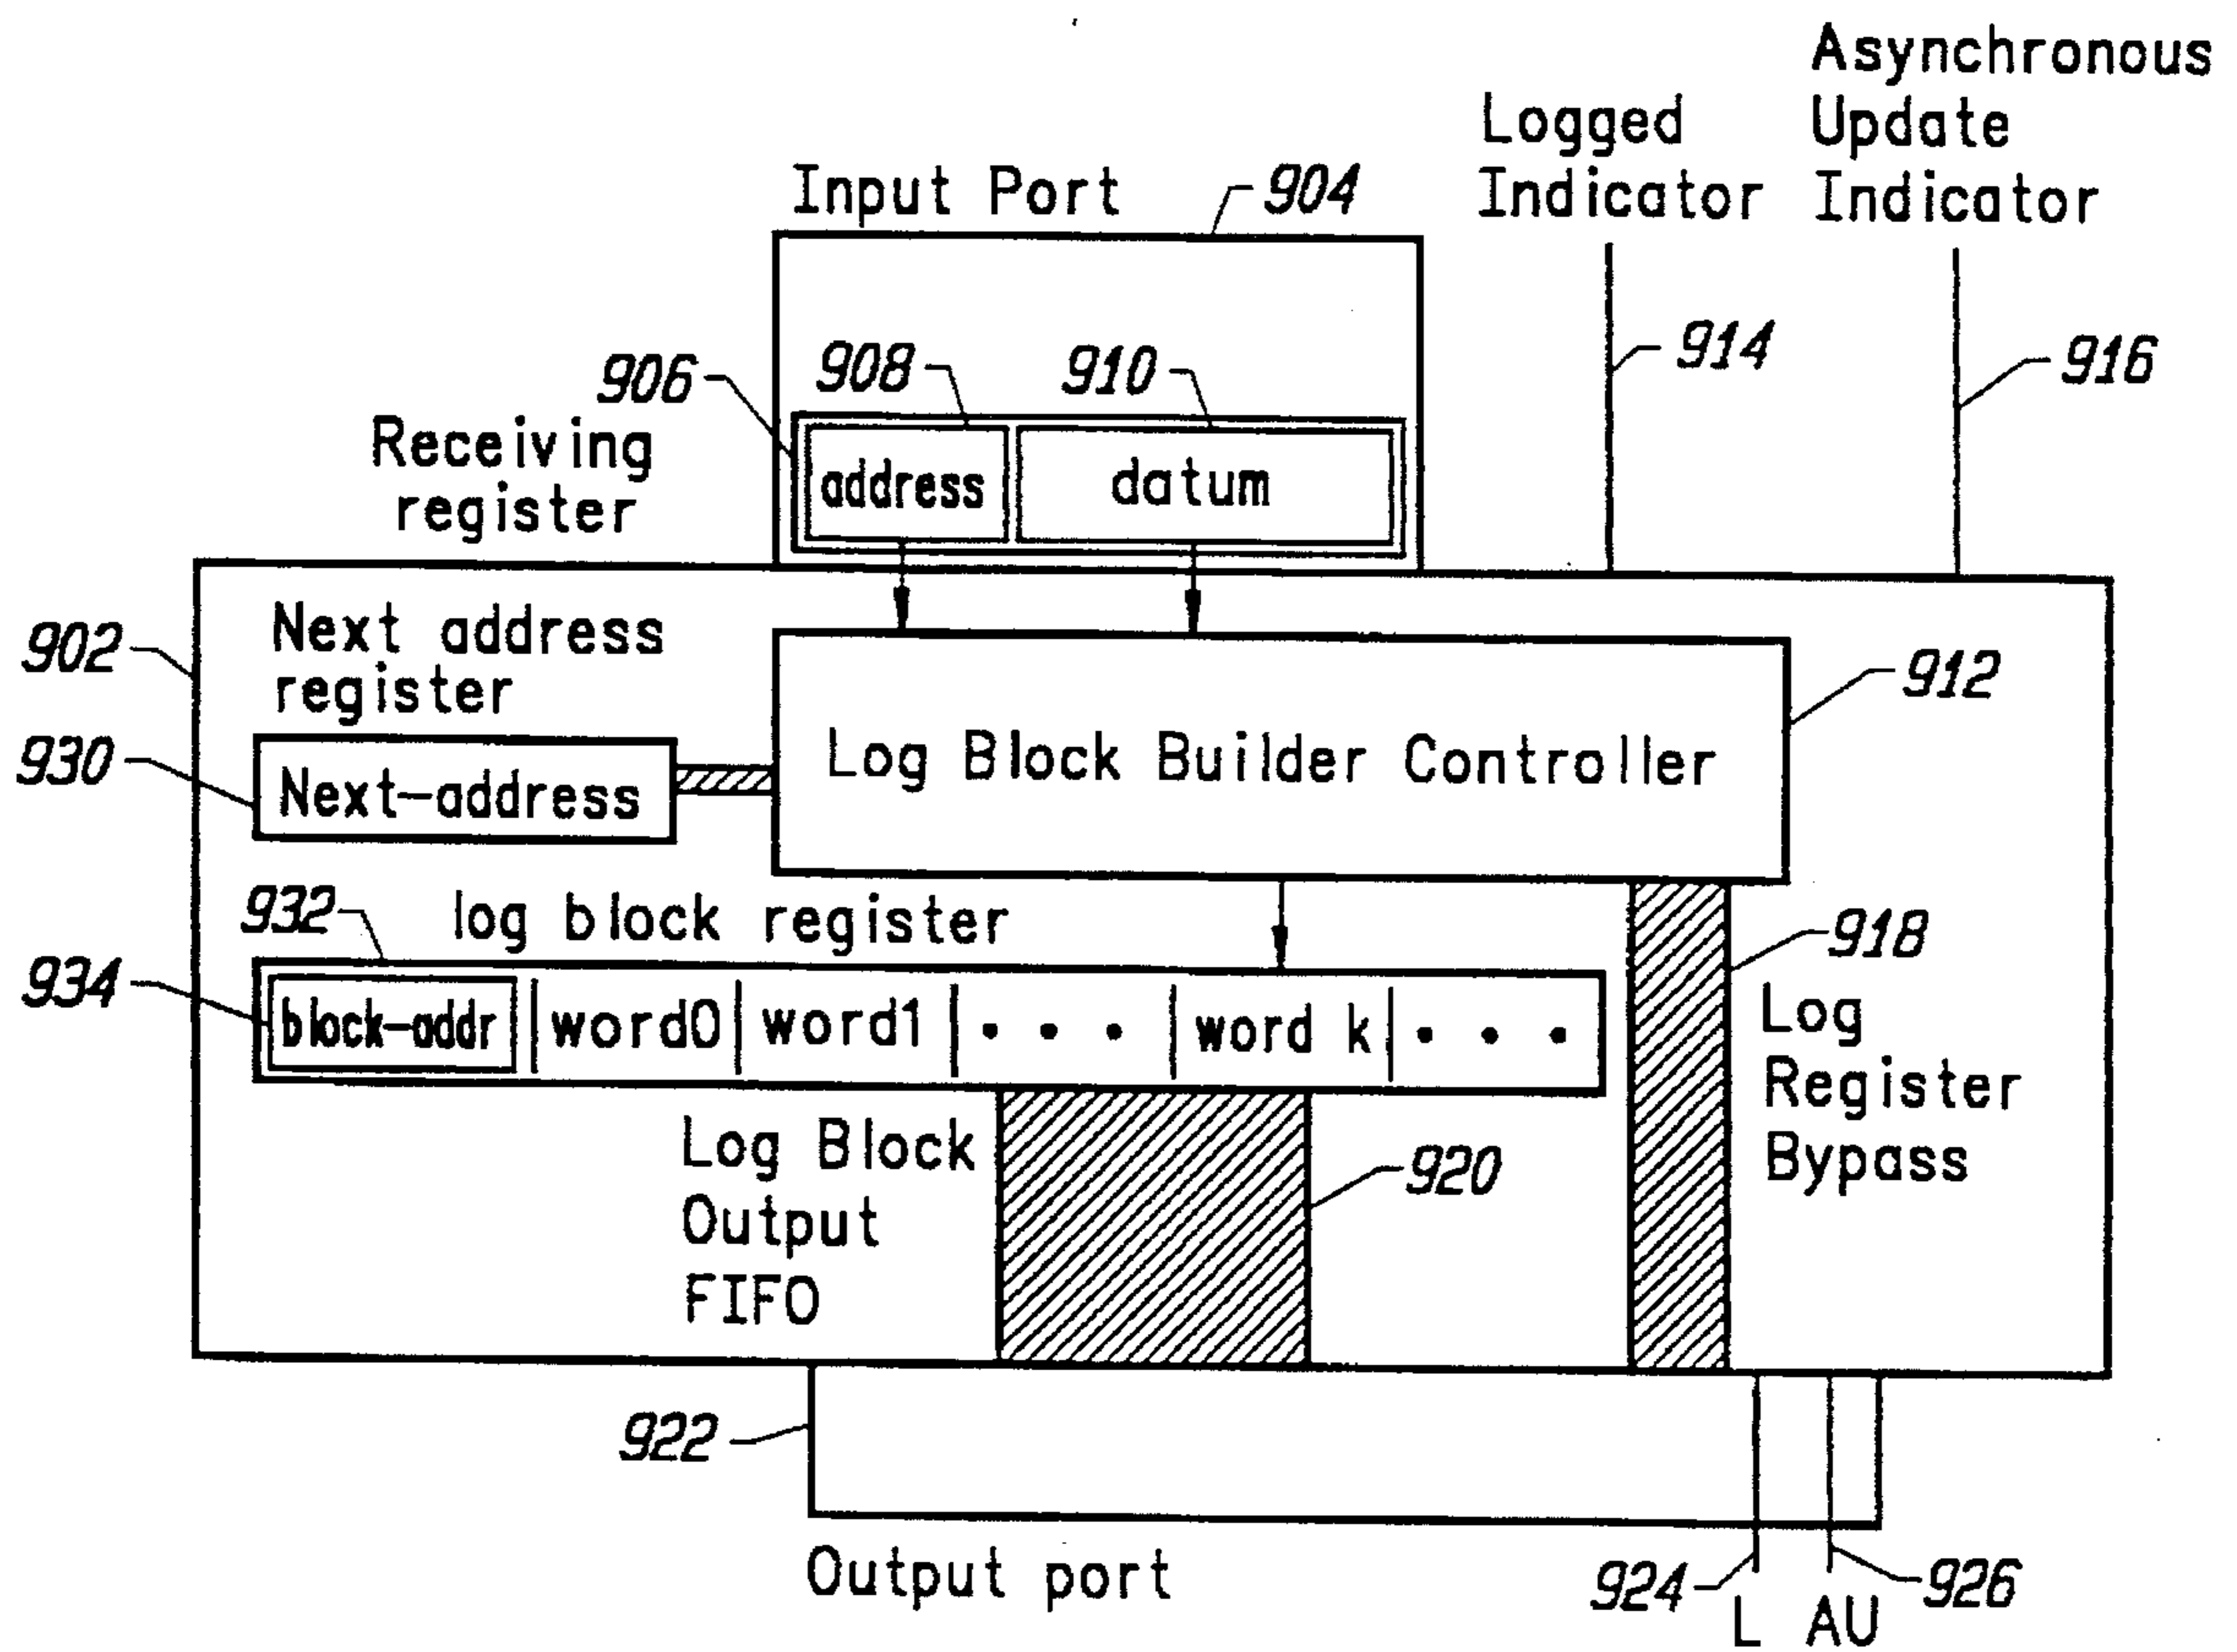 Asynchronous
Update
Indicator
Logged
Indicator
Input Port
904
914
916
906
908
910
Receiving
register
address
datum
902
Next address
register
912
930
Next-address
Log Block Builder Controller
932
log block register
918
934
block-addr word0 word1 • • • word k • • •
Log
Register
Bypass
Log Block
Output
FIFO
920
922
Output port
924
926
L AU